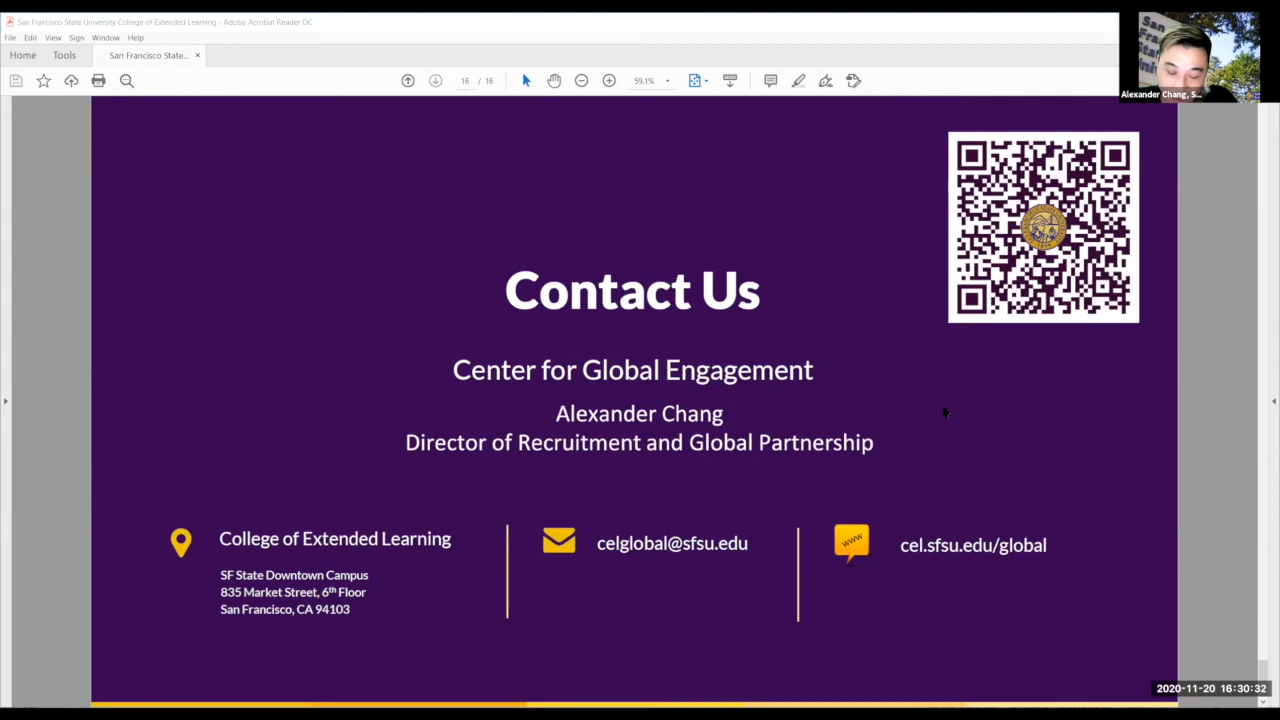 San Francisco State University College of Extended Learning - Adobe Acrobat Reader DC
File Edit View Sign Window Help
Home Tools San Francisco State... ×
16 / 16 59.1%
San
Fra
Alexander Chang, S...
Contact Us
Center for Global Engagement
Alexander Chang
Director of Recruitment and Global Partnership
College of Extended Learning
SF State Downtown Campus
835 Market Street, 6th Floor
San Francisco, CA 94103
celglobal@sfsu.edu
www
cel.sfsu.edu/global
2020-11-20 16:30:32